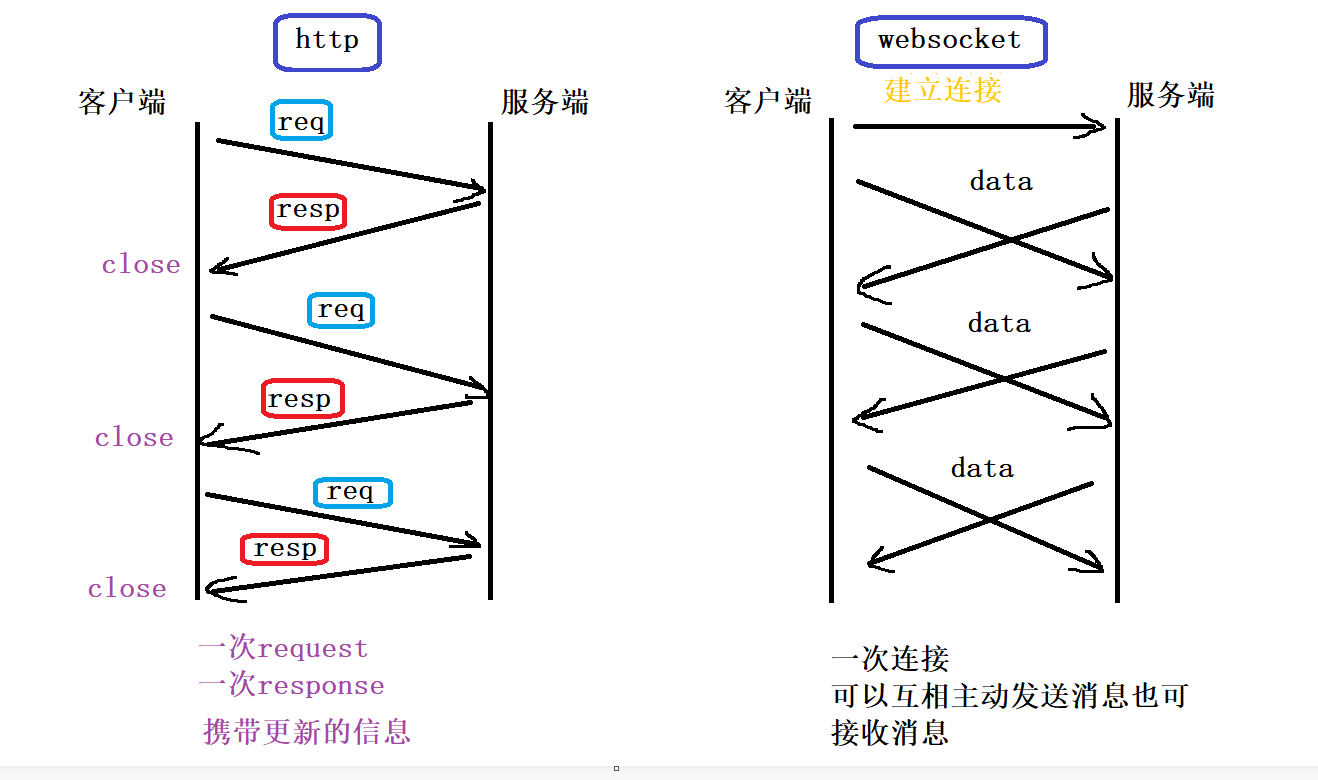 http
客户端
服务端
req
resp
close
req
resp
close
req
resp
close
一次request
一次response
携带更新的信息
websocket
建立连接
客户端
服务端
data
data
data
一次连接
可以互相主动发送消息也可
接收消息